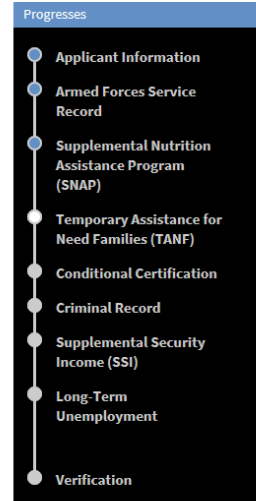 Progresses
Applicant Information
Armed Forces Service
Record
Supplemental Nutrition
Assistance Program
(SNAP)
Temporary Assistance for
Need Families (TANF)
Conditional Certification
Criminal Record
Supplemental Security
Income (SSI)
Long-Term
Unemployment
Verification